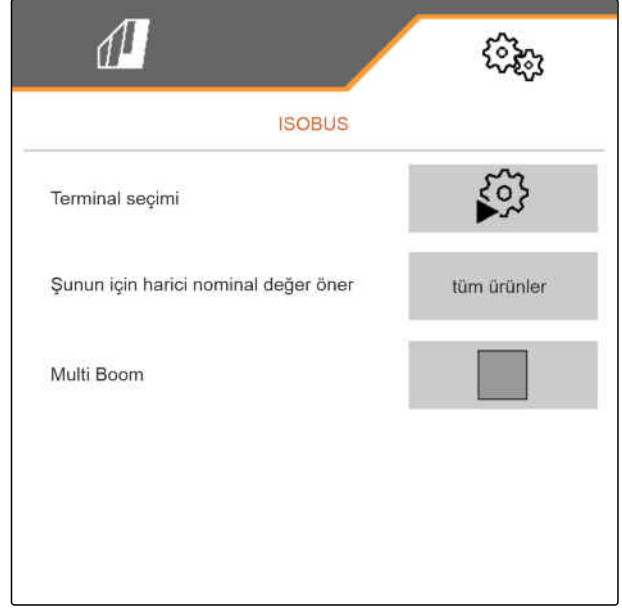 ISOBUS
Terminal seçimi
Şunun için harici nominal değer öner
tüm ürünler
Multi Boom